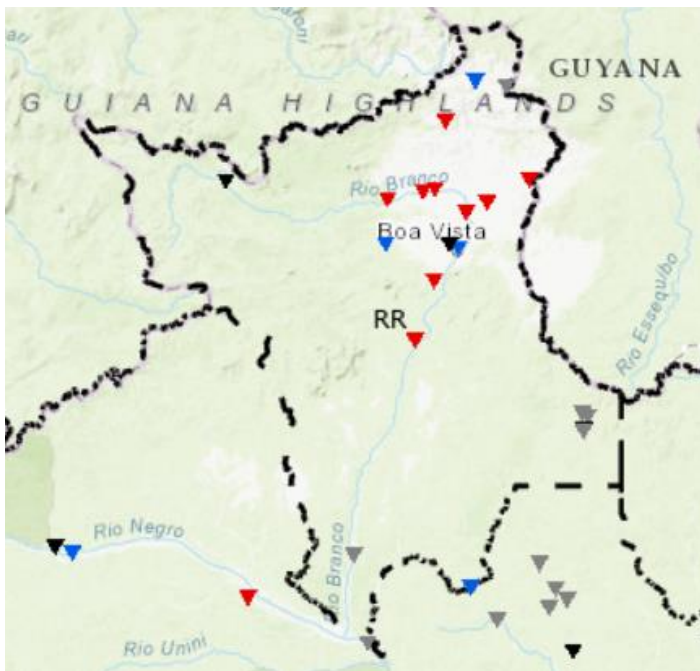 GUYANA
GUIANA HIGHLANDS
Rio Branco
Boa Vista
RR
Rio Essequibo
Rio Negro
Rio Branco
Rio Unini